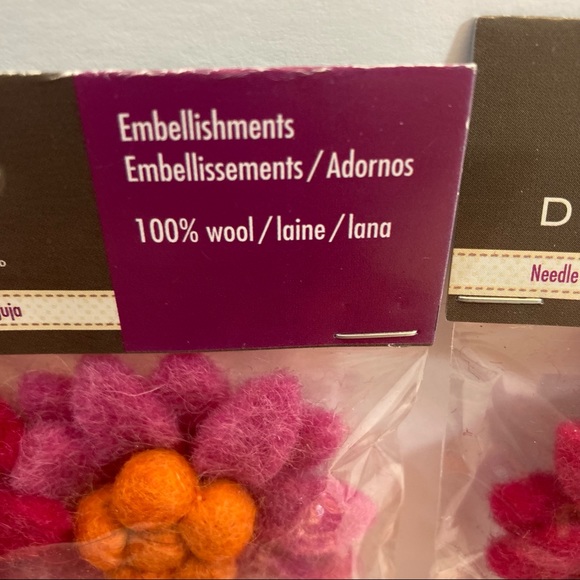 Embellishments
Embellissements / Adornos
100% wool / laine / lana
D
Needle